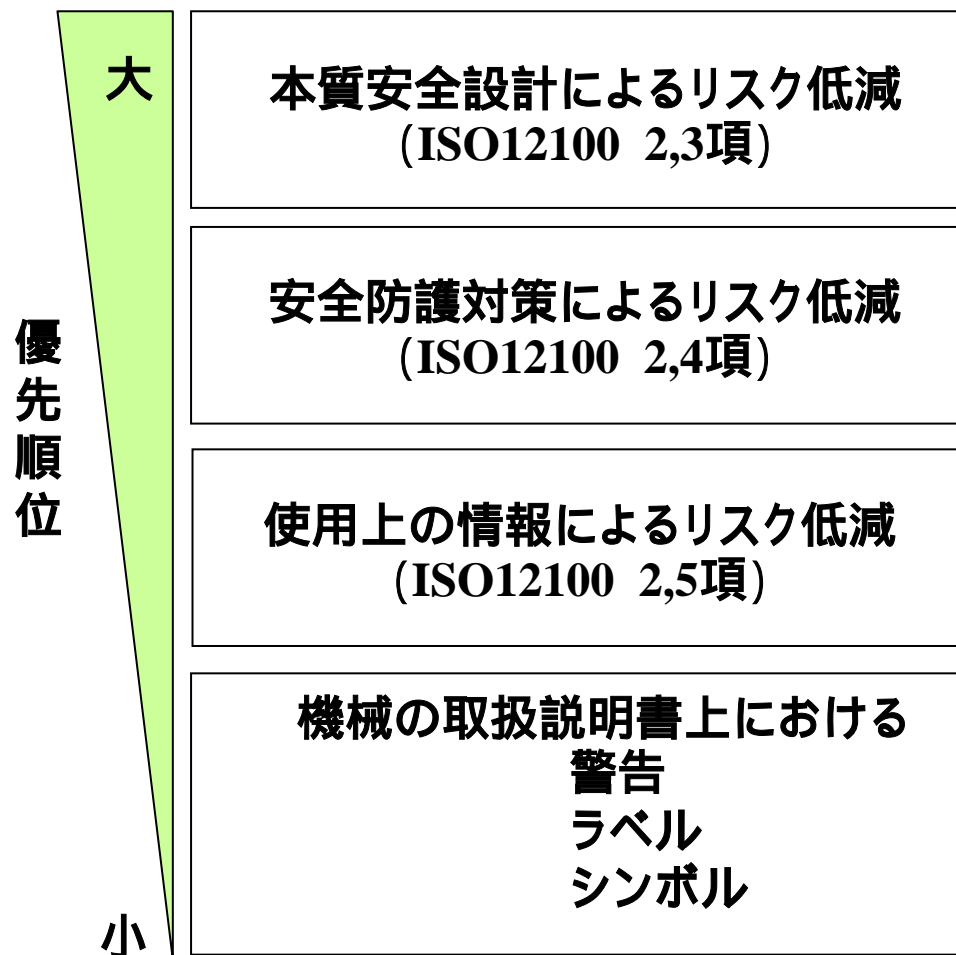 大
本質安全設計によるリスク低減
(ISO12100 2,3項)
安全防護対策によるリスク低減
(ISO12100 2,4項)
優先順位
使用上の情報によるリスク低減
(ISO12100 2,5項)
機械の取扱説明書上における
警告
ラベル
シンボル
小